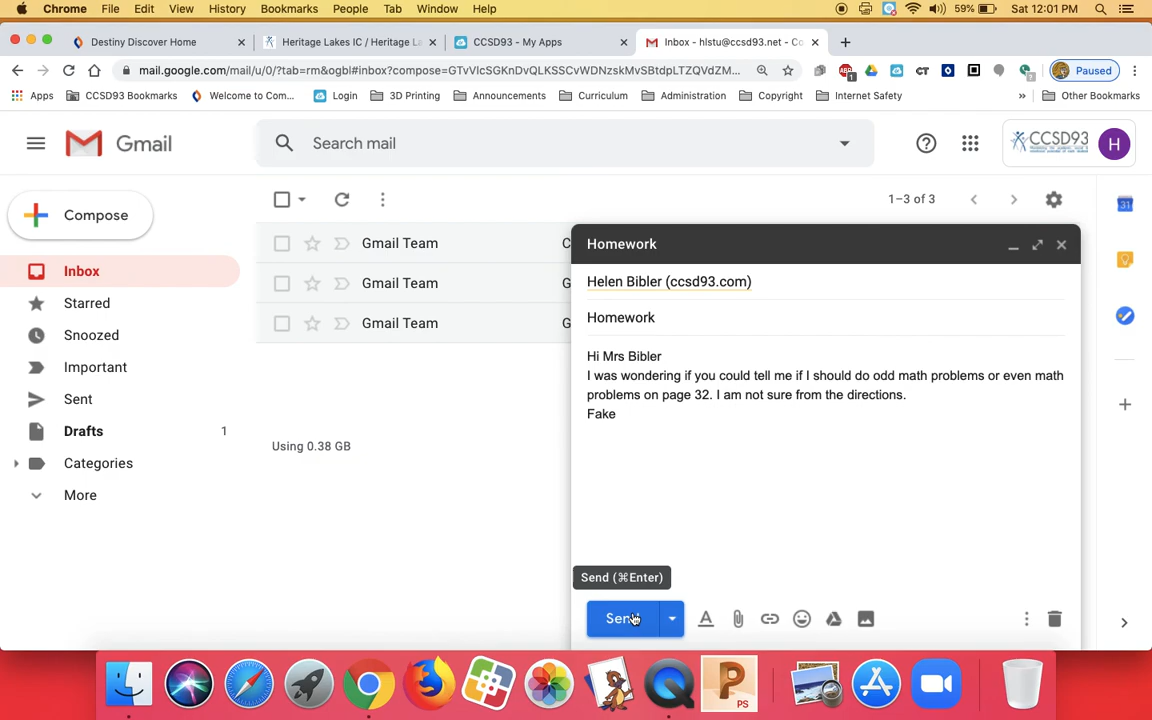 Chrome File Edit View History Bookmarks People Tab Window Help 59% Sat 12:01 PM
Destiny Discover Home Heritage Lakes IC / Heritage La CCSD93 - My Apps Inbox - hlstu@ccsd93.net - Co
mail.google.com/mail/u/0/?tab=rm&ogbl#inbox?compose=GTvVlcSGKnDvQLKSSCvWDNzskMvSBtdpLTZQVdZM... Paused
Apps CCSD93 Bookmarks Welcome to Com... Login 3D Printing Announcements Curriculum Administration Copyright Internet Safety » Other Bookmarks
Gmail Search mail CCSD93 H
Compose 1–3 of 3
Inbox
Starred
Snoozed
Important
Sent
Drafts 1
Categories
More
Gmail Team C
Gmail Team G
Gmail Team G
Using 0.38 GB
Homework
Helen Bibler (ccsd93.com)
Homework
Hi Mrs Bibler
I was wondering if you could tell me if I should do odd math problems or even math
problems on page 32. I am not sure from the directions.
Fake
Send (⌘Enter)
Send
31
P
PS